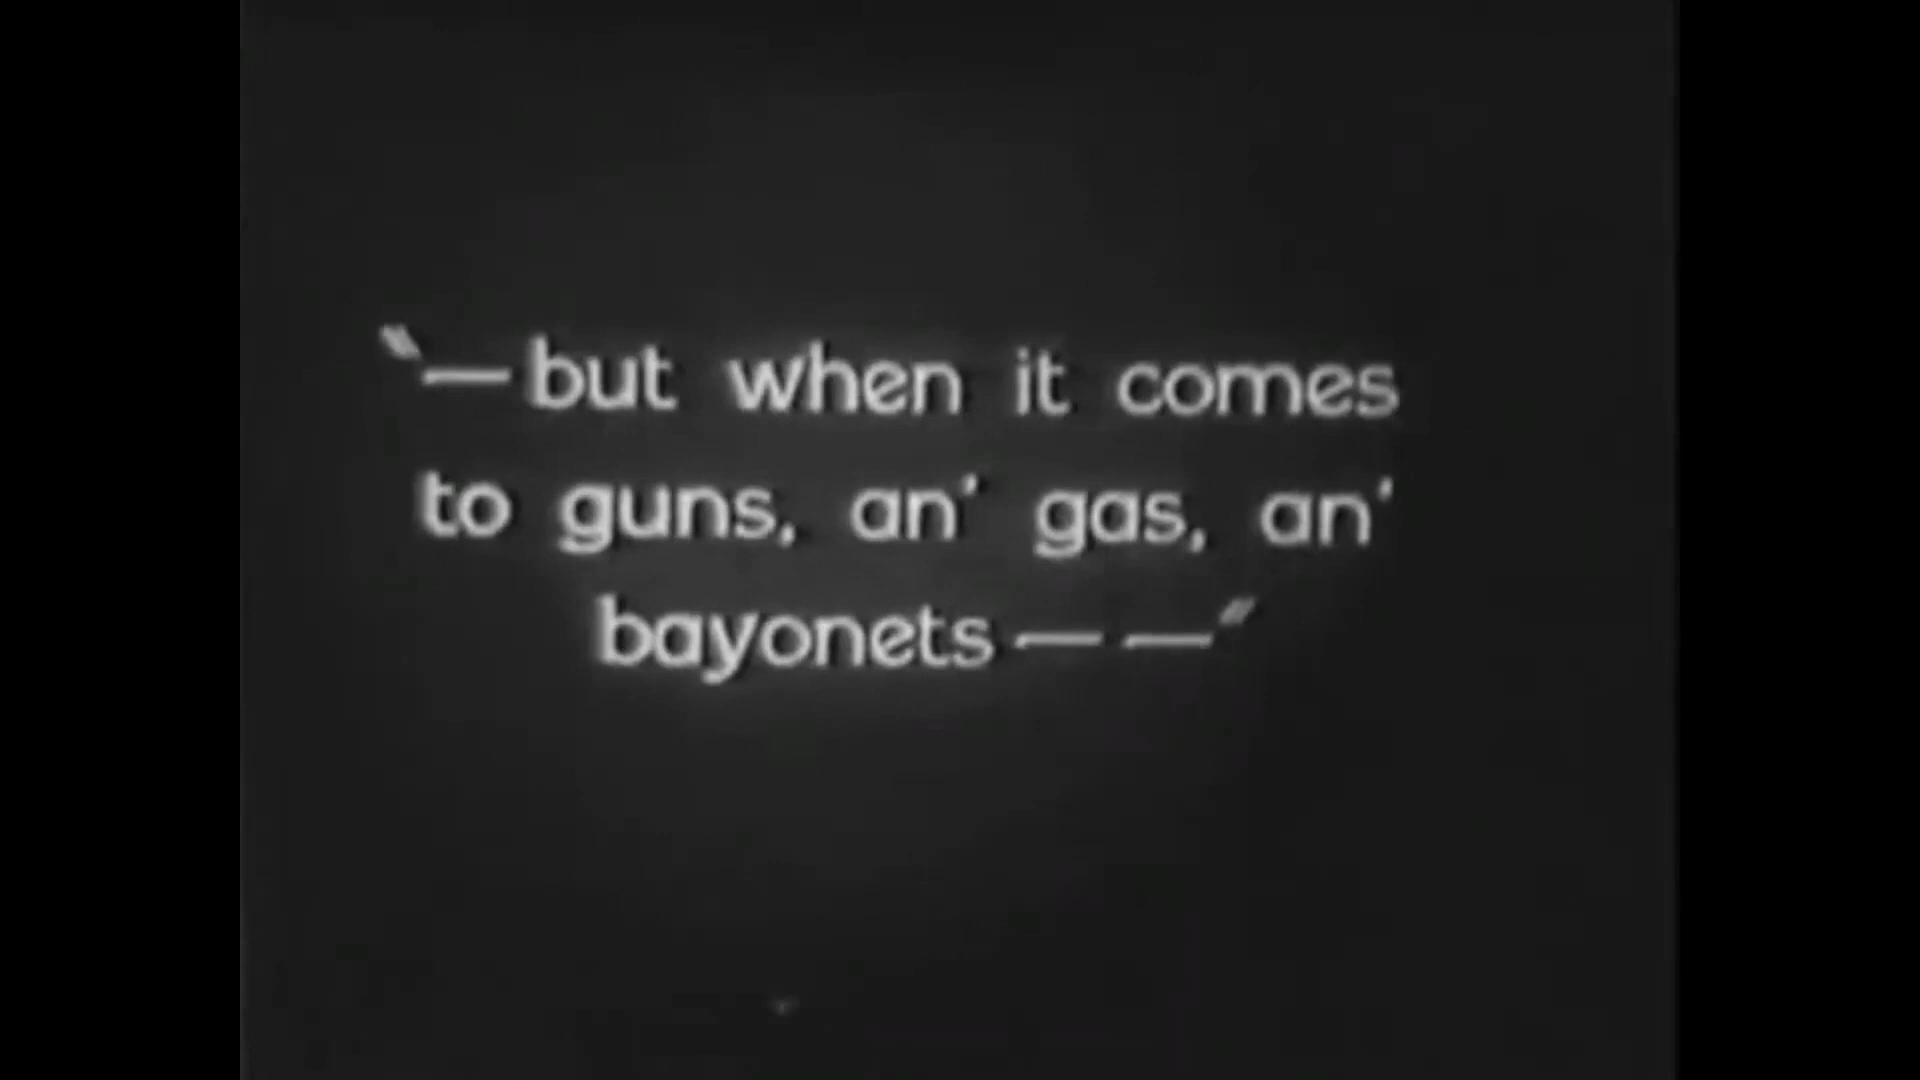 “—but when it comes
to guns, an' gas, an'
bayonets— —”